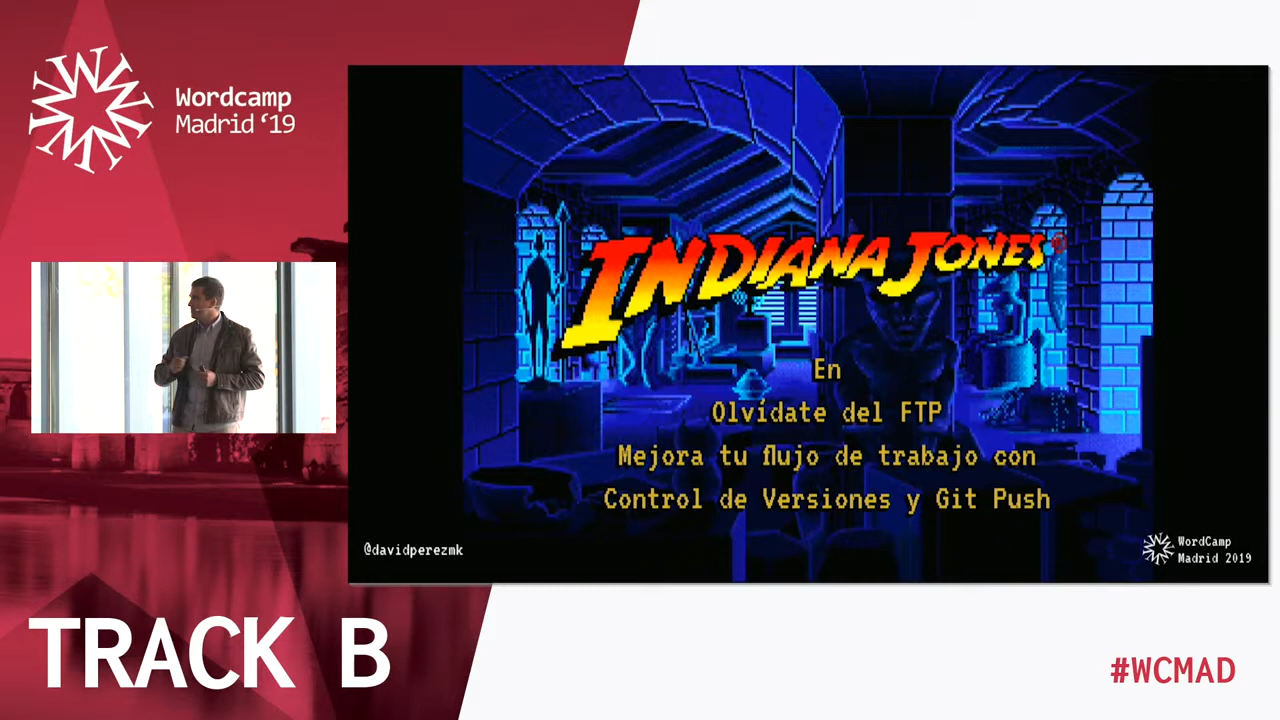 Wordcamp
Madrid ‘19
INDIANA JONES®
En
Olvídate del FTP
Mejora tu flujo de trabajo con
Control de Versiones y Git Push
@davidperezmk
WordCamp
Madrid 2019
TRACK B
#WCMAD